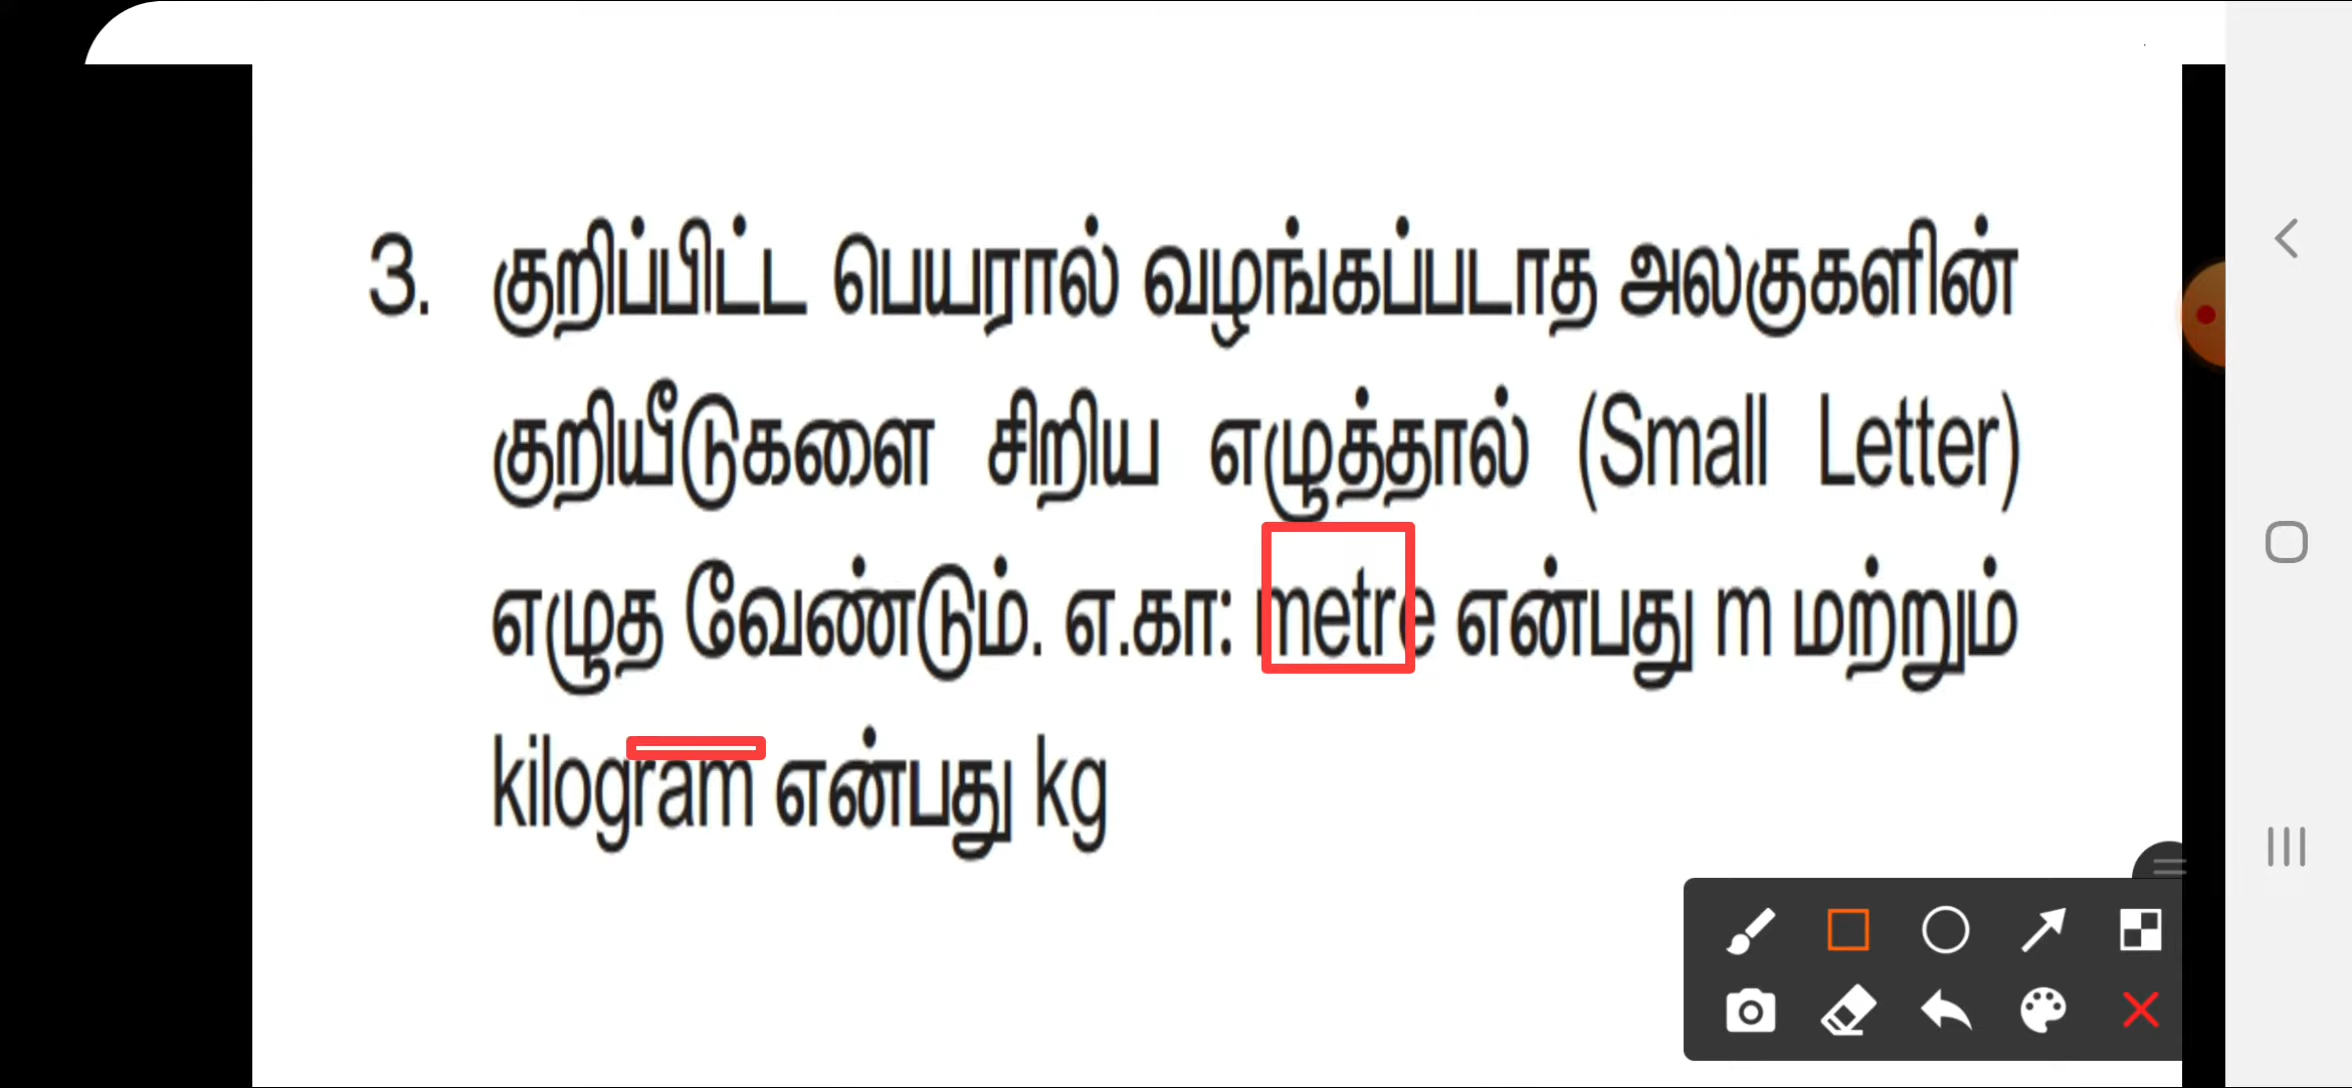 3. குறிப்பிட்ட பெயரால் வழங்கப்படாத அலகுகளின்
குறியீடுகளை சிறிய எழுத்தால் (Small Letter)
எழுத வேண்டும். எ.கா: metre என்பது m மற்றும்
kilogram என்பது kg